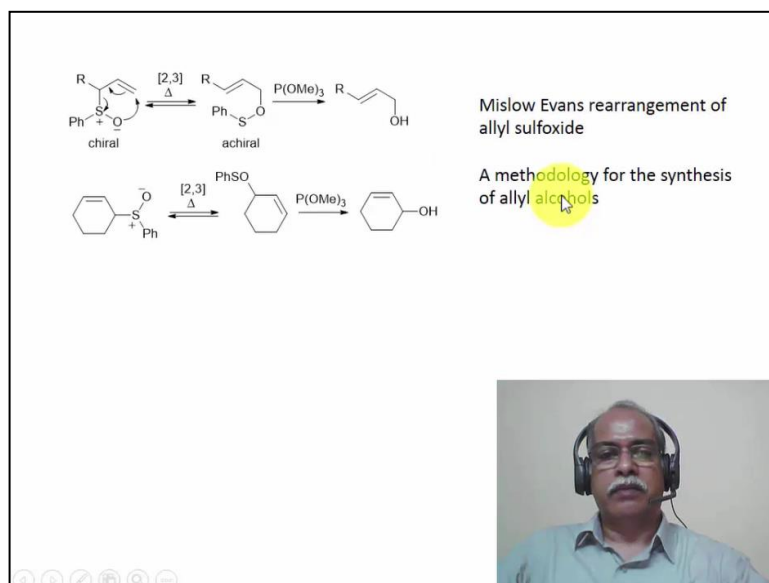 R
[2,3]
Δ
Ph
S
+
O
−
chiral
R
Ph
S
O
achiral
P(OMe)3
R
OH
Mislow Evans rearrangement of
allyl sulfoxide
A methodology for the synthesis
of allyl alcohols
−
O
S
+
Ph
[2,3]
Δ
PhSO
P(OMe)3
OH